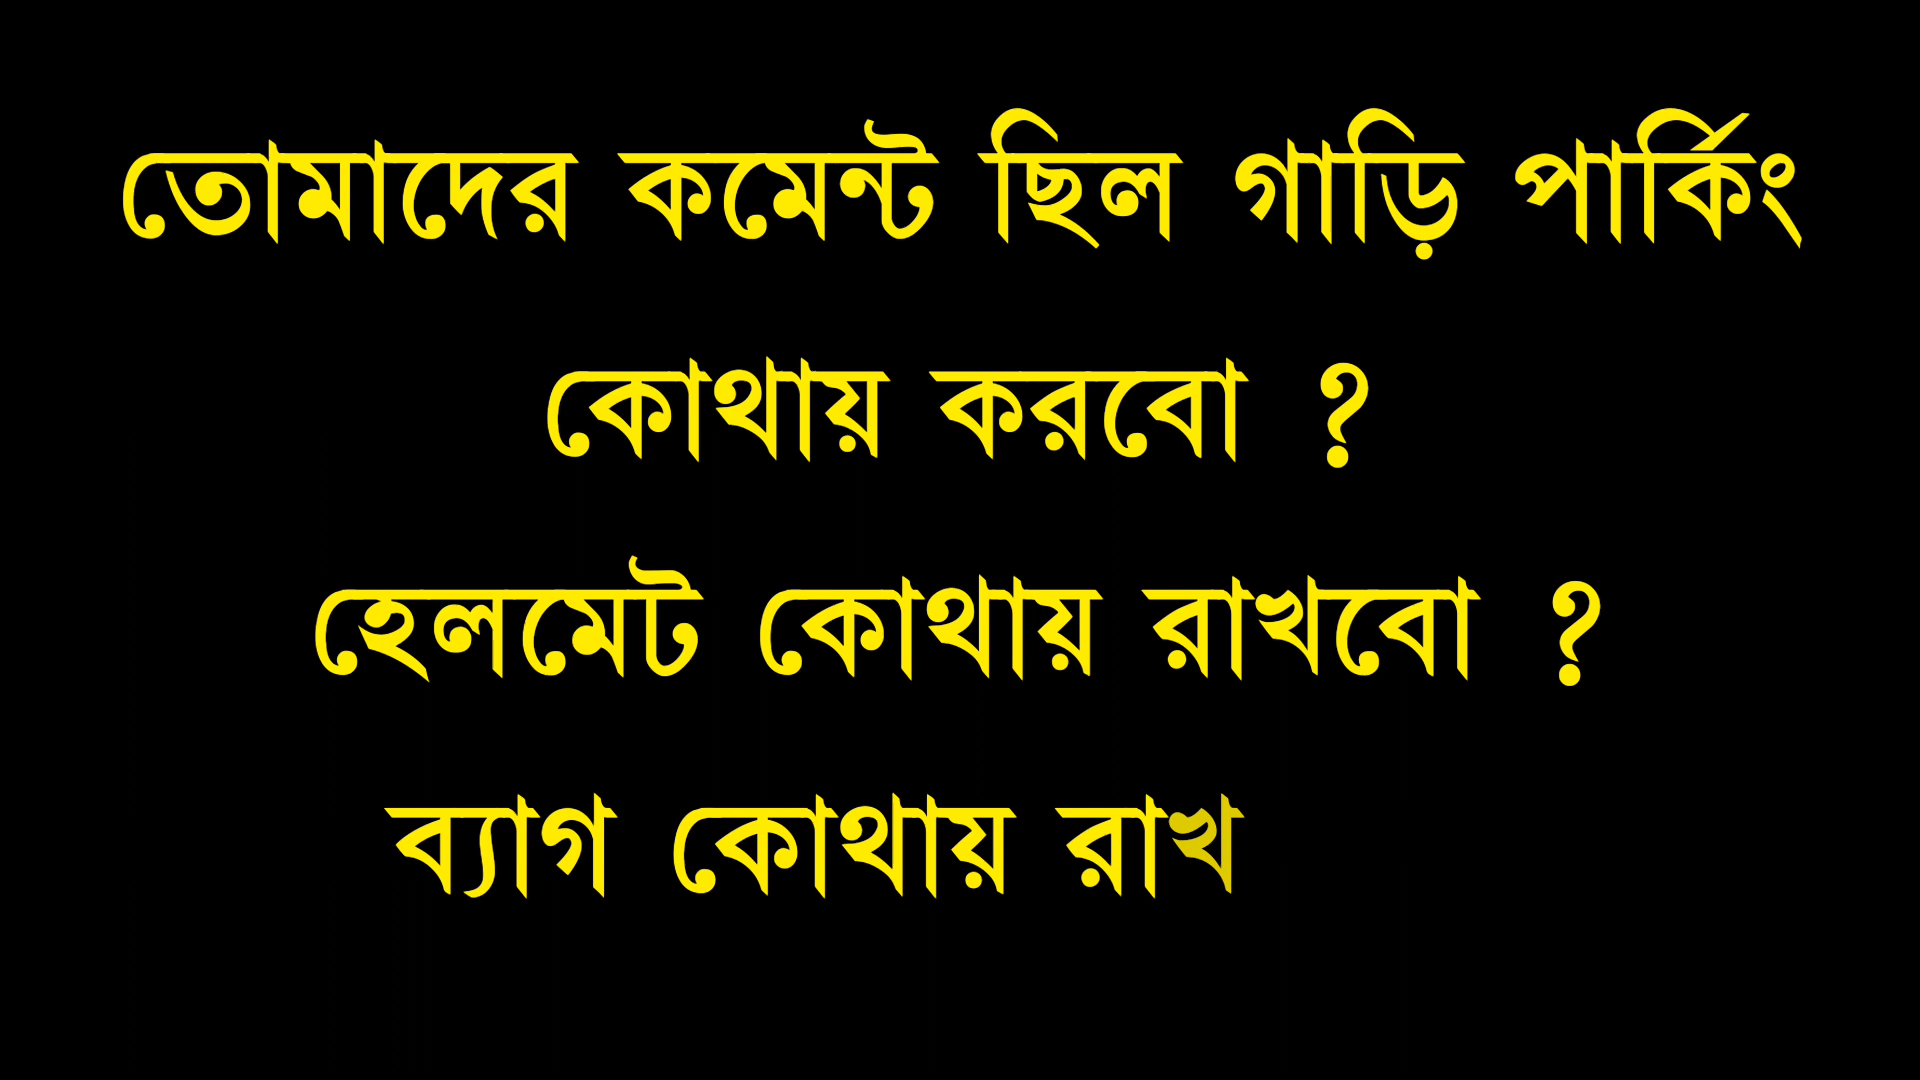 তোমাদের কমেন্ট ছিল গাড়ি পার্কিং
কোথায় করবো ?
হেলমেট কোথায় রাখবো ?
ব্যাগ কোথায় রাখ